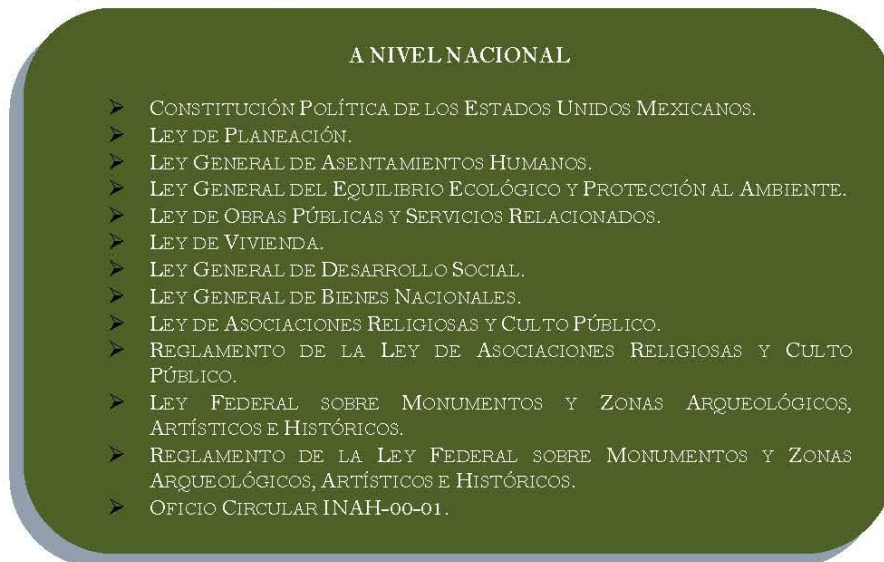 A NIVEL NACIONAL
➤ CONSTITUCIÓN POLÍTICA DE LOS ESTADOS UNIDOS MEXICANOS.
➤ LEY DE PLANEACIÓN.
➤ LEY GENERAL DE ASENTAMIENTOS HUMANOS.
➤ LEY GENERAL DEL EQUILIBRIO ECOLÓGICO Y PROTECCIÓN AL AMBIENTE.
➤ LEY DE OBRAS PÚBLICAS Y SERVICIOS RELACIONADOS.
➤ LEY DE VIVIENDA.
➤ LEY GENERAL DE DESARROLLO SOCIAL.
➤ LEY GENERAL DE BIENES NACIONALES.
➤ LEY DE ASOCIACIONES RELIGIOSAS Y CULTO PÚBLICO.
➤ REGLAMENTO DE LA LEY DE ASOCIACIONES RELIGIOSAS Y CULTO
PÚBLICO.
➤ LEY FEDERAL SOBRE MONUMENTOS Y ZONAS ARQUEOLÓGICOS,
ARTÍSTICOS E HISTÓRICOS.
➤ REGLAMENTO DE LA LEY FEDERAL SOBRE MONUMENTOS Y ZONAS
ARQUEOLÓGICOS, ARTÍSTICOS E HISTÓRICOS.
➤ OFICIO CIRCULAR INAH-00-01.